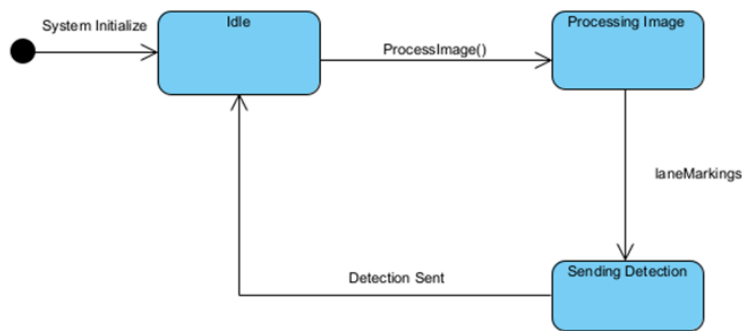 System Initialize
Idle
ProcessImage()
Processing Image
laneMarkings
Detection Sent
Sending Detection